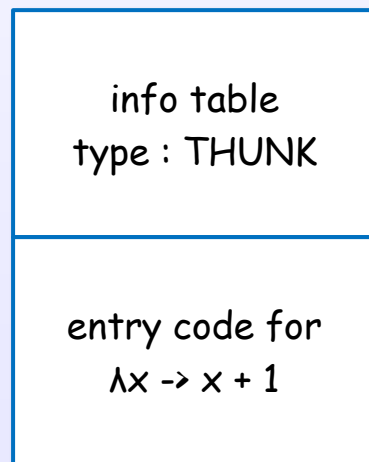 info table
type : THUNK
entry code for
λx -> x + 1